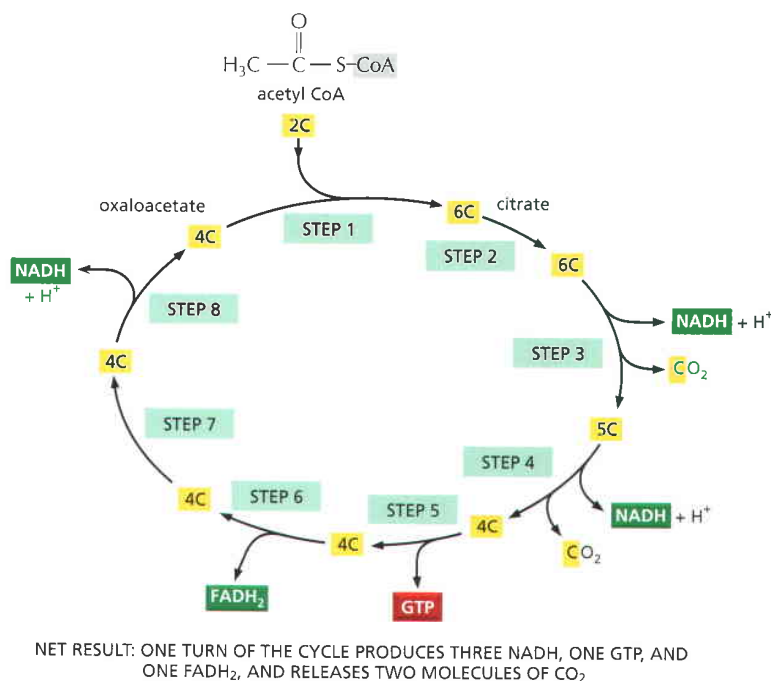 O
H₃C — C — S–CoA
acetyl CoA
2C
oxaloacetate
4C
STEP 1
6C
citrate
STEP 2
6C
NADH
+ H⁺
STEP 8
NADH + H⁺
4C
STEP 3
CO₂
5C
STEP 7
STEP 4
4C
STEP 6
STEP 5
4C
NADH + H⁺
4C
CO₂
FADH₂
GTP
NET RESULT: ONE TURN OF THE CYCLE PRODUCES THREE NADH, ONE GTP, AND
ONE FADH₂, AND RELEASES TWO MOLECULES OF CO₂